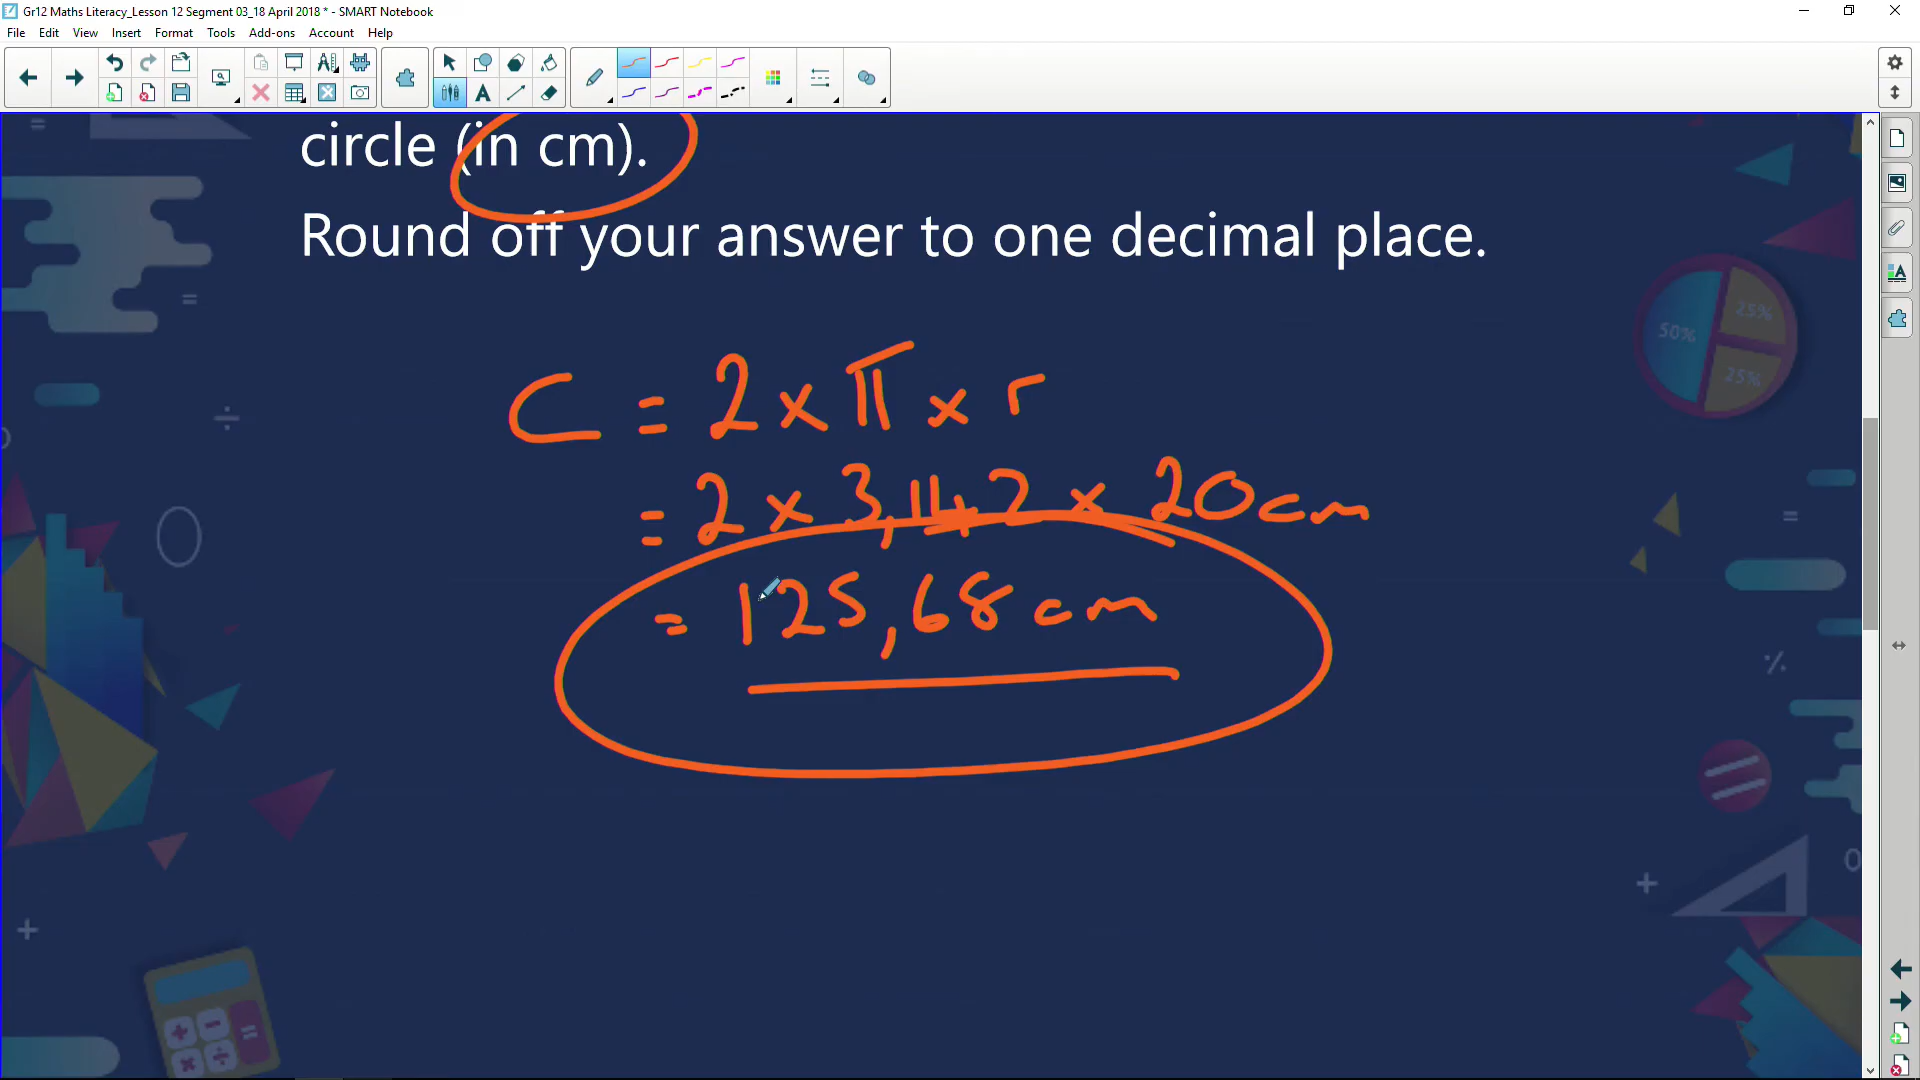 Gr12 Maths Literacy_Lesson 12 Segment 03_18 April 2018 * - SMART Notebook
File Edit View Insert Format Tools Add-ons Account Help
circle (in cm).
Round off your answer to one decimal place.
C = 2 x π x r
= 2 x 3,142 x 20cm
= 125,68 cm
50%
25%
25%